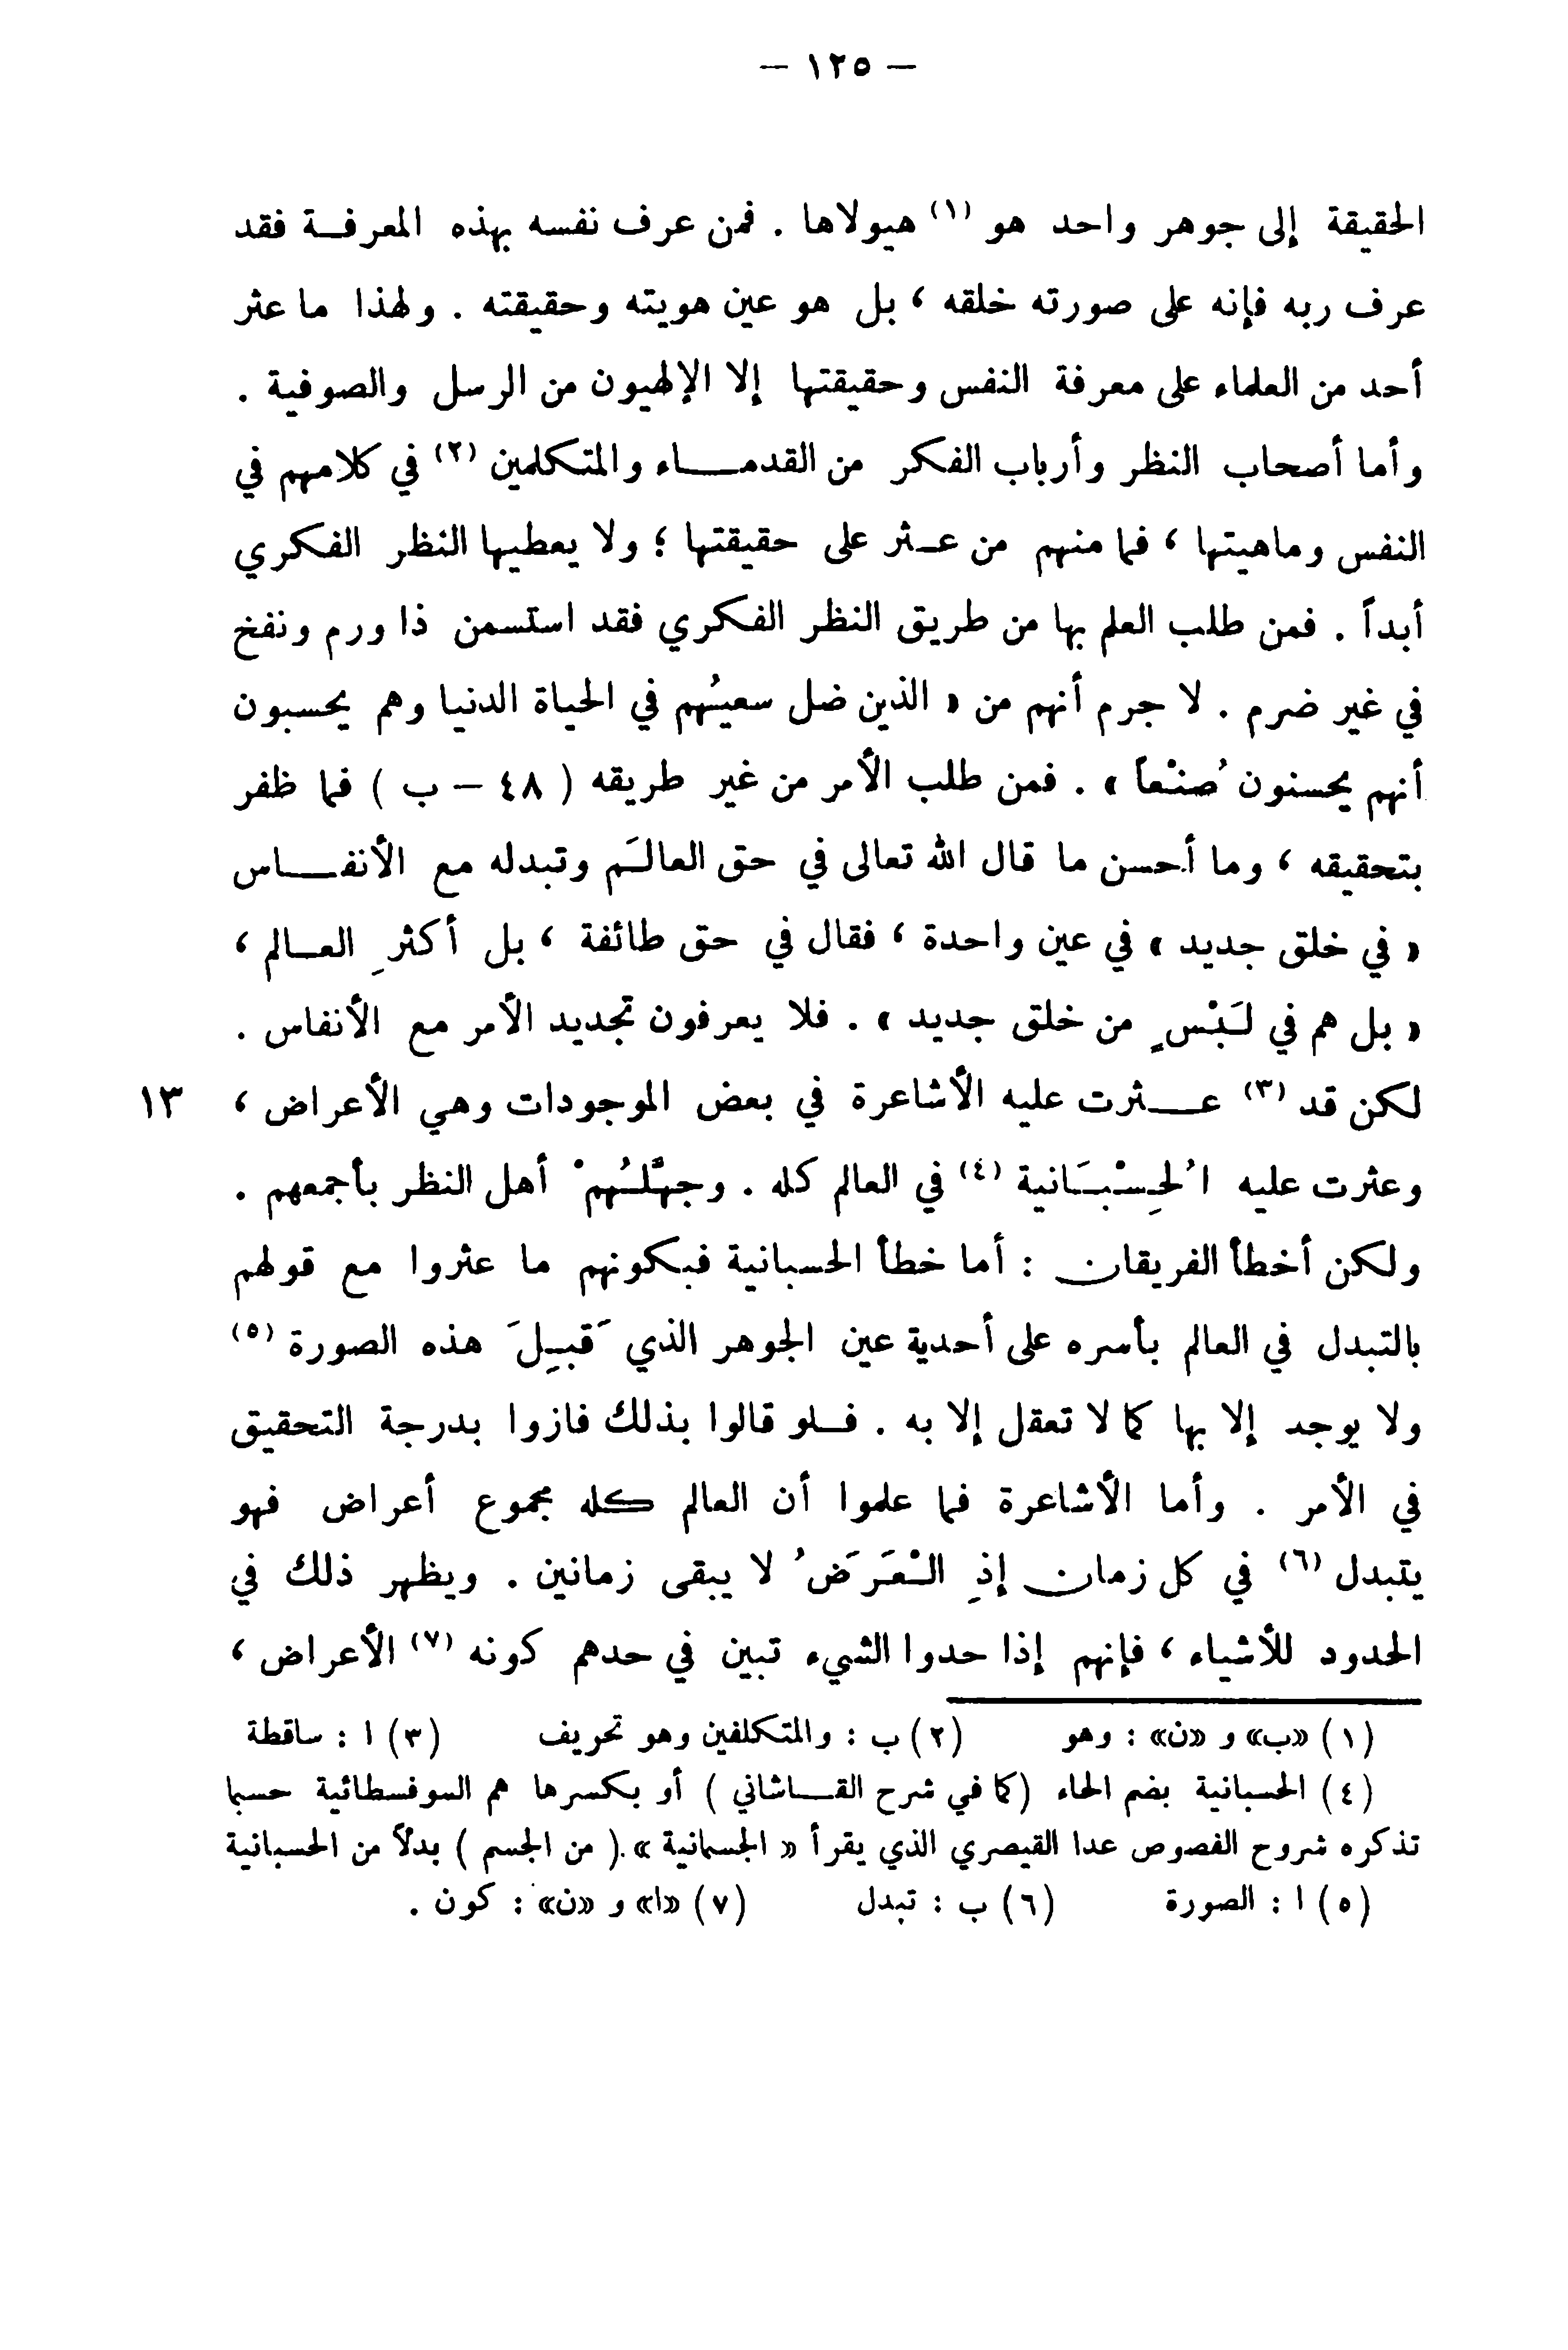 — ١٢٥ —
الحقيقة إلى جوهر واحد هو (١) هيولاها . فمن عرف نفسه بهذه المعرفة فقد
عرف ربه فإنه على صورته خلقه ، بل هو عين هويته وحقيقته . ولهذا ما عثر
أحد من العلماء على معرفة النفس وحقيقتها إلا الإلهيون من الرسل والصوفية .
وأما أصحاب النظر وأرباب الفكر من القدماء والمتكلمين (٢) في كلامهم في
النفس وماهيتها ، فما منهم من عثر على حقيقتها ؛ ولا يعطيها النظر الفكري
أبداً . فمن طلب العلم بها من طريق النظر الفكري فقد استسمن ذا ورم ونفخ
في غير ضرم . لا جرم أنهم من « الذين ضل سعيُهم في الحياة الدنيا وهم يحسبون
أنهم يحسنون صُنْعاً » . فمن طلب الأمر من غير طريقه ( ٤٨ – ب ) فما ظفر
بتحقيقه ، وما أحسن ما قال الله تعالى في حق العالَم وتبدله مع الأنفاس
« في خلق جديد » في عين واحدة ، فقال في حق طائفة ، بل أكثرِ العالم ،
« بل هم في لَبْسٍ من خلق جديد » . فلا يعرفون تجديد الأمر مع الأنفاس .
لكن قد (٣) عثرت عليه الأشاعرة في بعض الموجودات وهي الأعراض ، ١٣
وعثرت عليه الحُِسْبَانية (٤) في العالم كله . وجهَّلَهُمْ أهل النظر بأجمعهم .
ولكن أخطأ الفريقان : أما خطأ الحسبانية فبكونهم ما عثروا مع قولهم
بالتبدل في العالم بأسره على أحدية عين الجوهر الذي قَبِلَ هذه الصورة (٥)
ولا يوجد إلا بها كما لا تعقل إلا به . فلو قالوا بذلك فازوا بدرجة التحقيق
في الأمر . وأما الأشاعرة فما علموا أن العالم كله مجموع أعراض فهو
يتبدل (٦) في كل زمان إذِ الْعَرَضُ لا يبقى زمانين . ويظهر ذلك في
الحدود للأشياء ، فإنهم إذا حدوا الشيء تبين في حدهم كونه (٧) الأعراض ،
(١) «ب» و «ن» : وهو (٢) ب : والمتكلفين وهو تحريف (٣) ا : ساقطة
(٤) الحسبانية بضم الحاء (كما في شرح القاشاني ) أو بكسرها هم السوفسطائية حسبما
تذكره شروح الفصوص عدا القيصري الذي يقرأ « الجسمانية » ( من الجسم ) بدلاً من الحسبانية
(٥) ا : الصورة (٦) ب : تبدل (٧) «ا» و «ن» : كون .